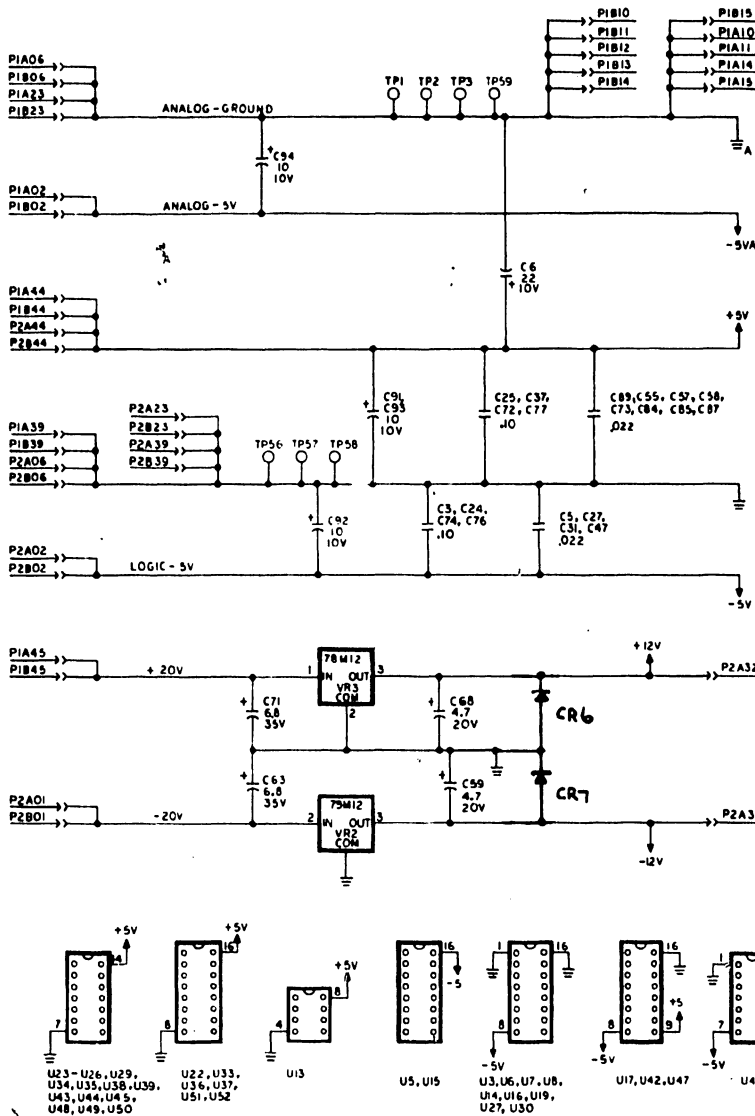 P1A06
P1B06
P1A23
P1B23
ANALOG-GROUND
TP1 TP2 TP3 TP59
P1B10
P1B11
P1B12
P1B13
P1B14
P1B15
P1A10
P1A11
P1A14
P1A15
A
+ C94
10
10V
P1A02
P1B02
ANALOG-5V
-5VA
C6
22
+ 10V
P1A44
P1B44
P2A44
P2B44
+5V
+ C91,
C93
10
10V
C25, C37,
C72, C77
.10
C89, C55, C57, C58,
C73, C84, C85, C87
.022
P1A39
P1B39
P2A06
P2B06
P2A23
P2B23
P2A39
P2B39
TP56 TP57 TP58
+ C92
10
10V
C3, C24,
C74, C76
.10
C5, C27,
C31, C47
.022
P2A02
P2B02
LOGIC-5V
-5V
P1A45
P1B45
+20V
1
78M12
IN OUT
VR3
COM
3
2
+12V
P2A32
+ C71
6.8
35V
+ C68
4.7
20V
CR6
+ C63
6.8
35V
+ C59
4.7
20V
CR7
P2A01
P2B01
-20V
2
79M12
IN OUT
VR2
COM
3
P2A3
-12V
+5V
14
7
U23-U26, U29,
U34, U35, U38, U39,
U43, U44, U45,
U48, U49, U50
+5V
16
8
U22, U33,
U36, U37,
U51, U52
+5V
8
4
U13
16
-5
U5, U15
1
16
8
-5V
U3, U6, U7, U8,
U14, U16, U19,
U27, U30
16
+5
8
9
-5V
U17, U42, U47
1
7
-5V
U4